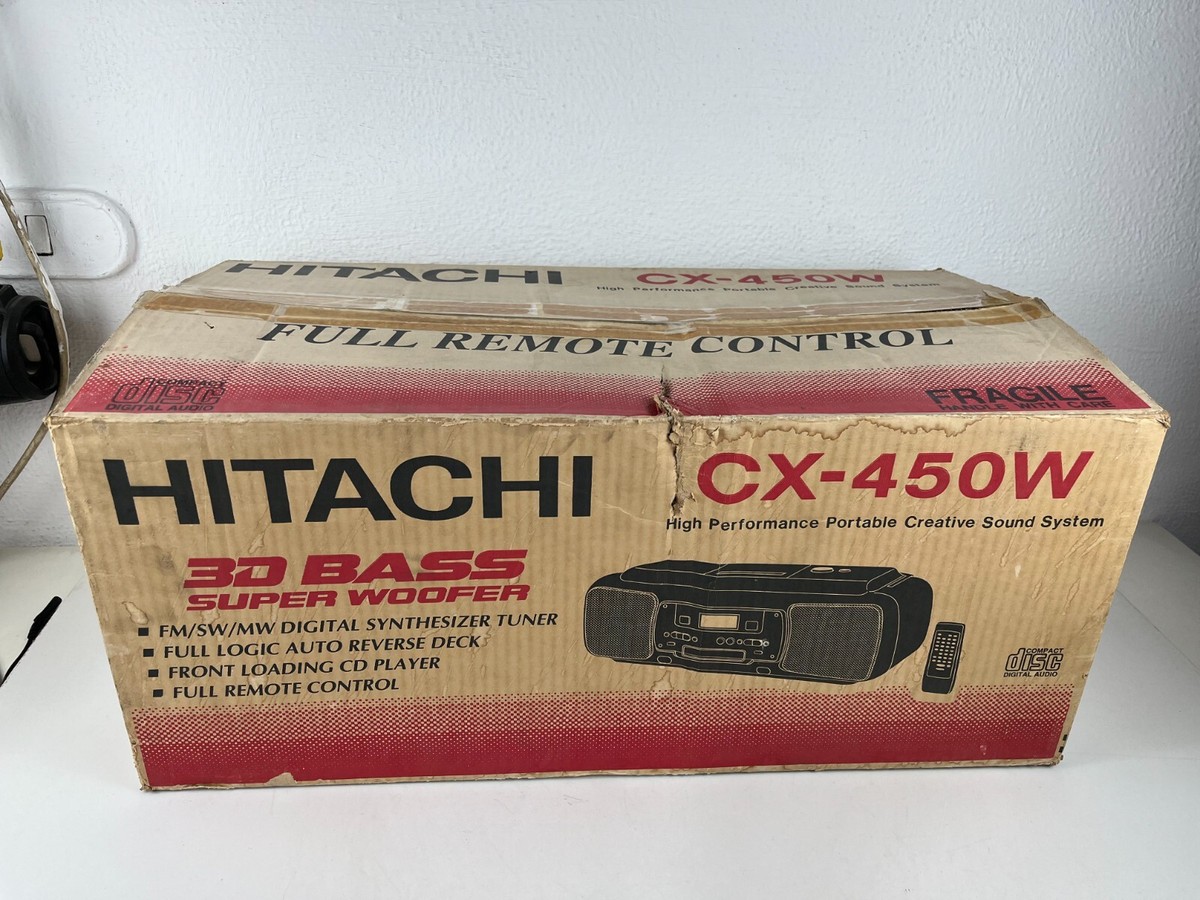 HITACHI CX-450W
High Performance Portable Creative Sound System
FULL REMOTE CONTROL
COMPACT
disc
DIGITAL AUDIO
FRAGILE
HANDLE WITH CARE
HITACHI
CX-450W
High Performance Portable Creative Sound System
3D BASS
SUPER WOOFER
■ FM/SW/MW DIGITAL SYNTHESIZER TUNER
■ FULL LOGIC AUTO REVERSE DECK
■ FRONT LOADING CD PLAYER
■ FULL REMOTE CONTROL
COMPACT
disc
DIGITAL AUDIO